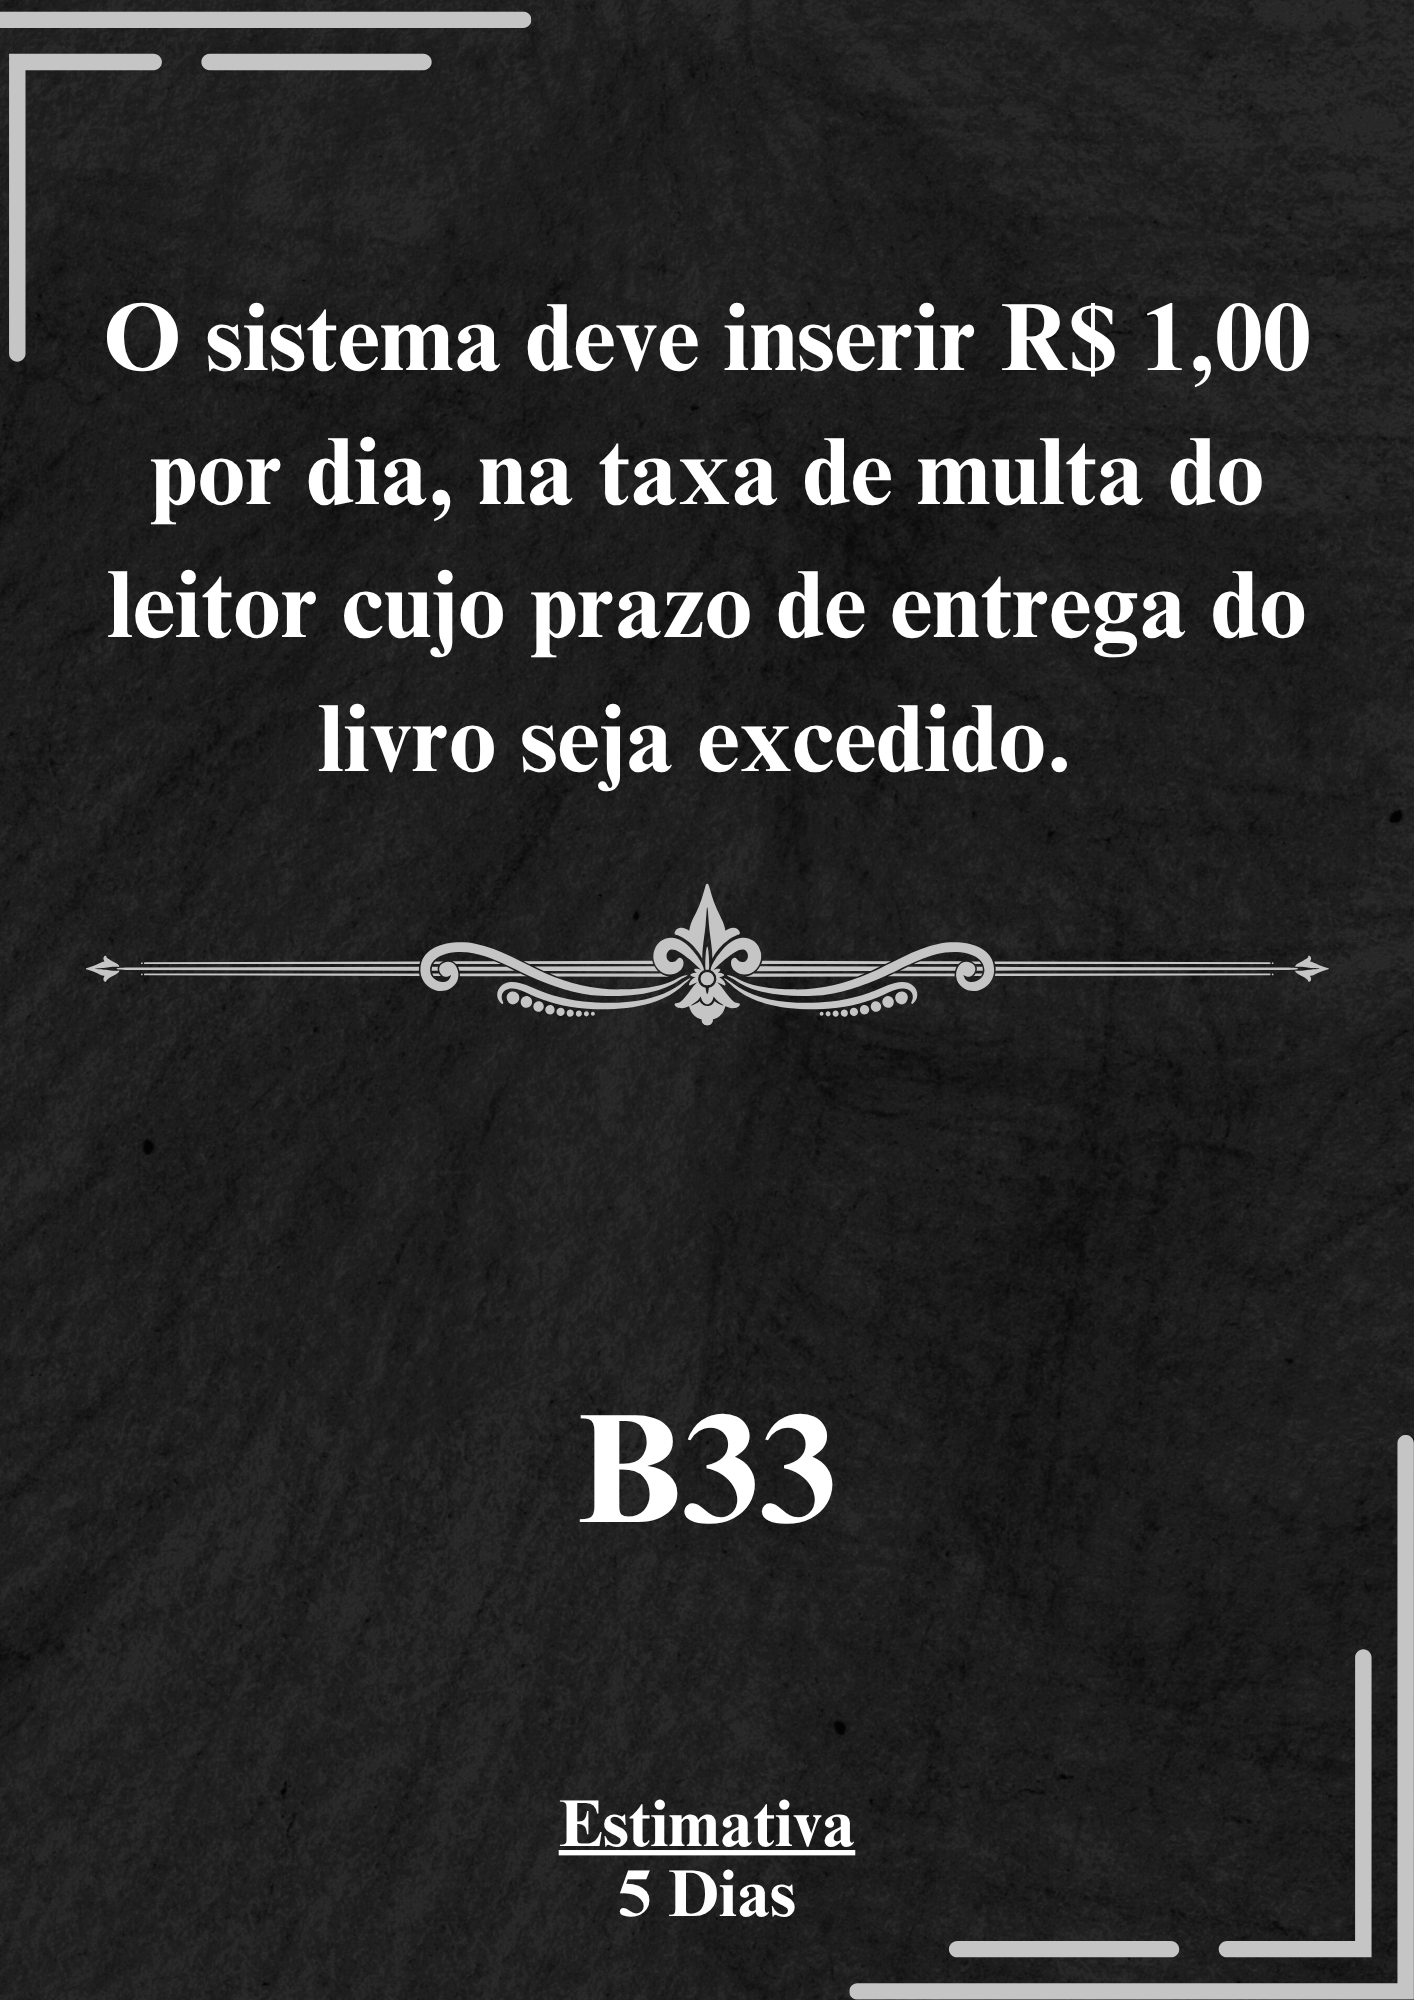 O sistema deve inserir R$ 1,00
por dia, na taxa de multa do
leitor cujo prazo de entrega do
livro seja excedido.
B33
Estimativa
5 Dias